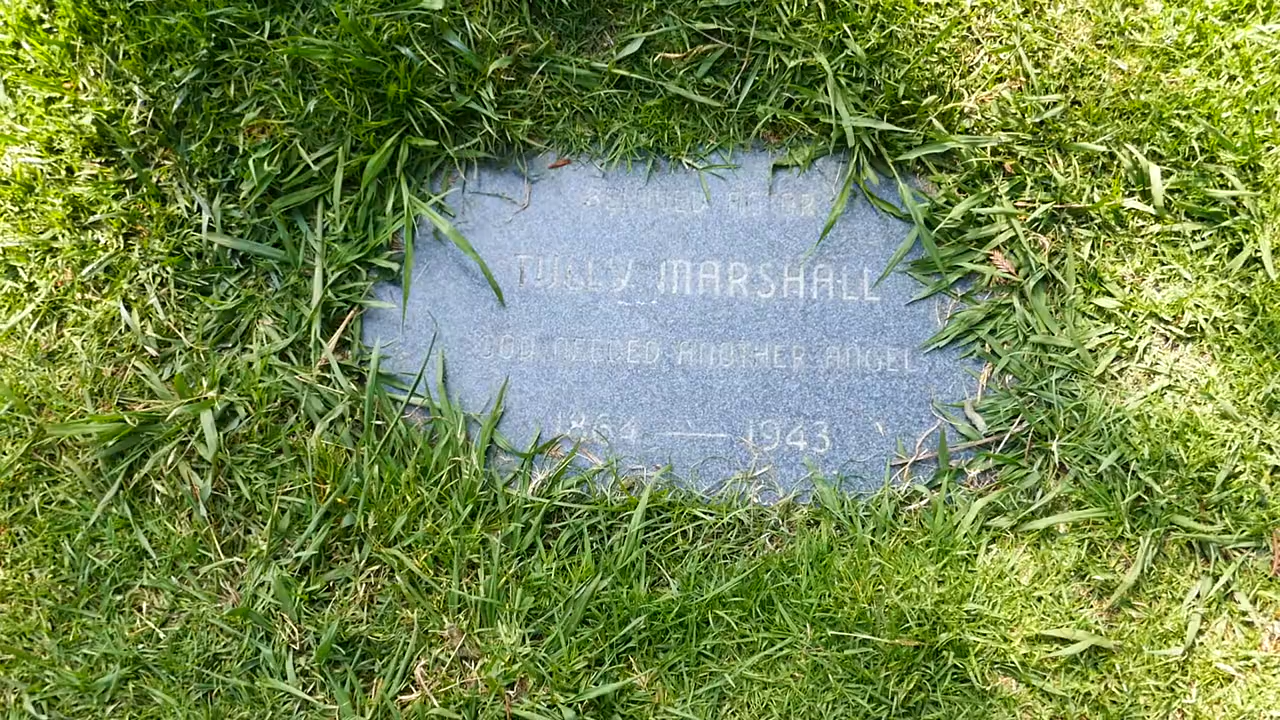 BELOVED ACTOR
TULLY MARSHALL
GOD NEEDED ANOTHER ANGEL
1864 — 1943